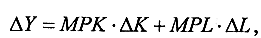 ΔY = MPK · ΔK + MPL · ΔL,